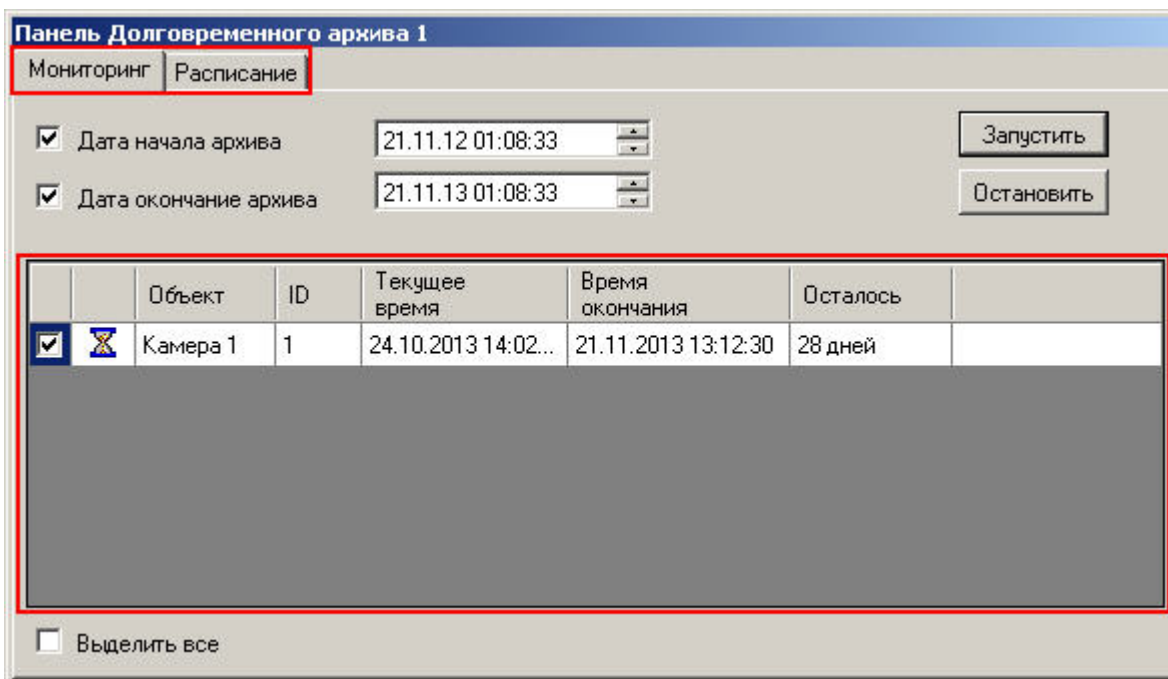 Панель Долговременного архива 1
Мониторинг Расписание
Дата начала архива 21.11.12 01:08:33 Запустить
Дата окончание архива 21.11.13 01:08:33 Остановить
Объект ID Текущее время Время окончания Осталось
Камера 1 1 24.10.2013 14:02... 21.11.2013 13:12:30 28 дней
Выделить все